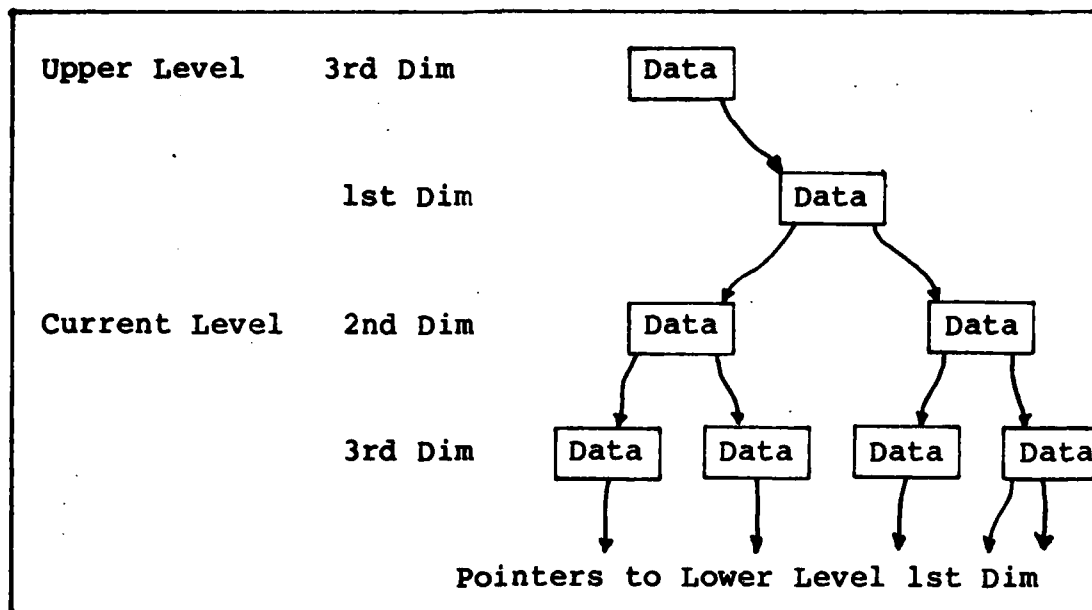 Upper Level 3rd Dim Data
1st Dim Data
Current Level 2nd Dim Data Data
3rd Dim Data Data Data Data
Pointers to Lower Level 1st Dim